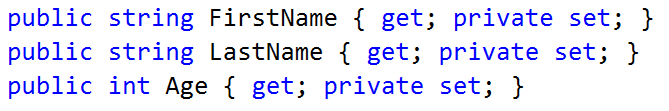 public string FirstName { get; private set; }
public string LastName { get; private set; }
public int Age { get; private set; }